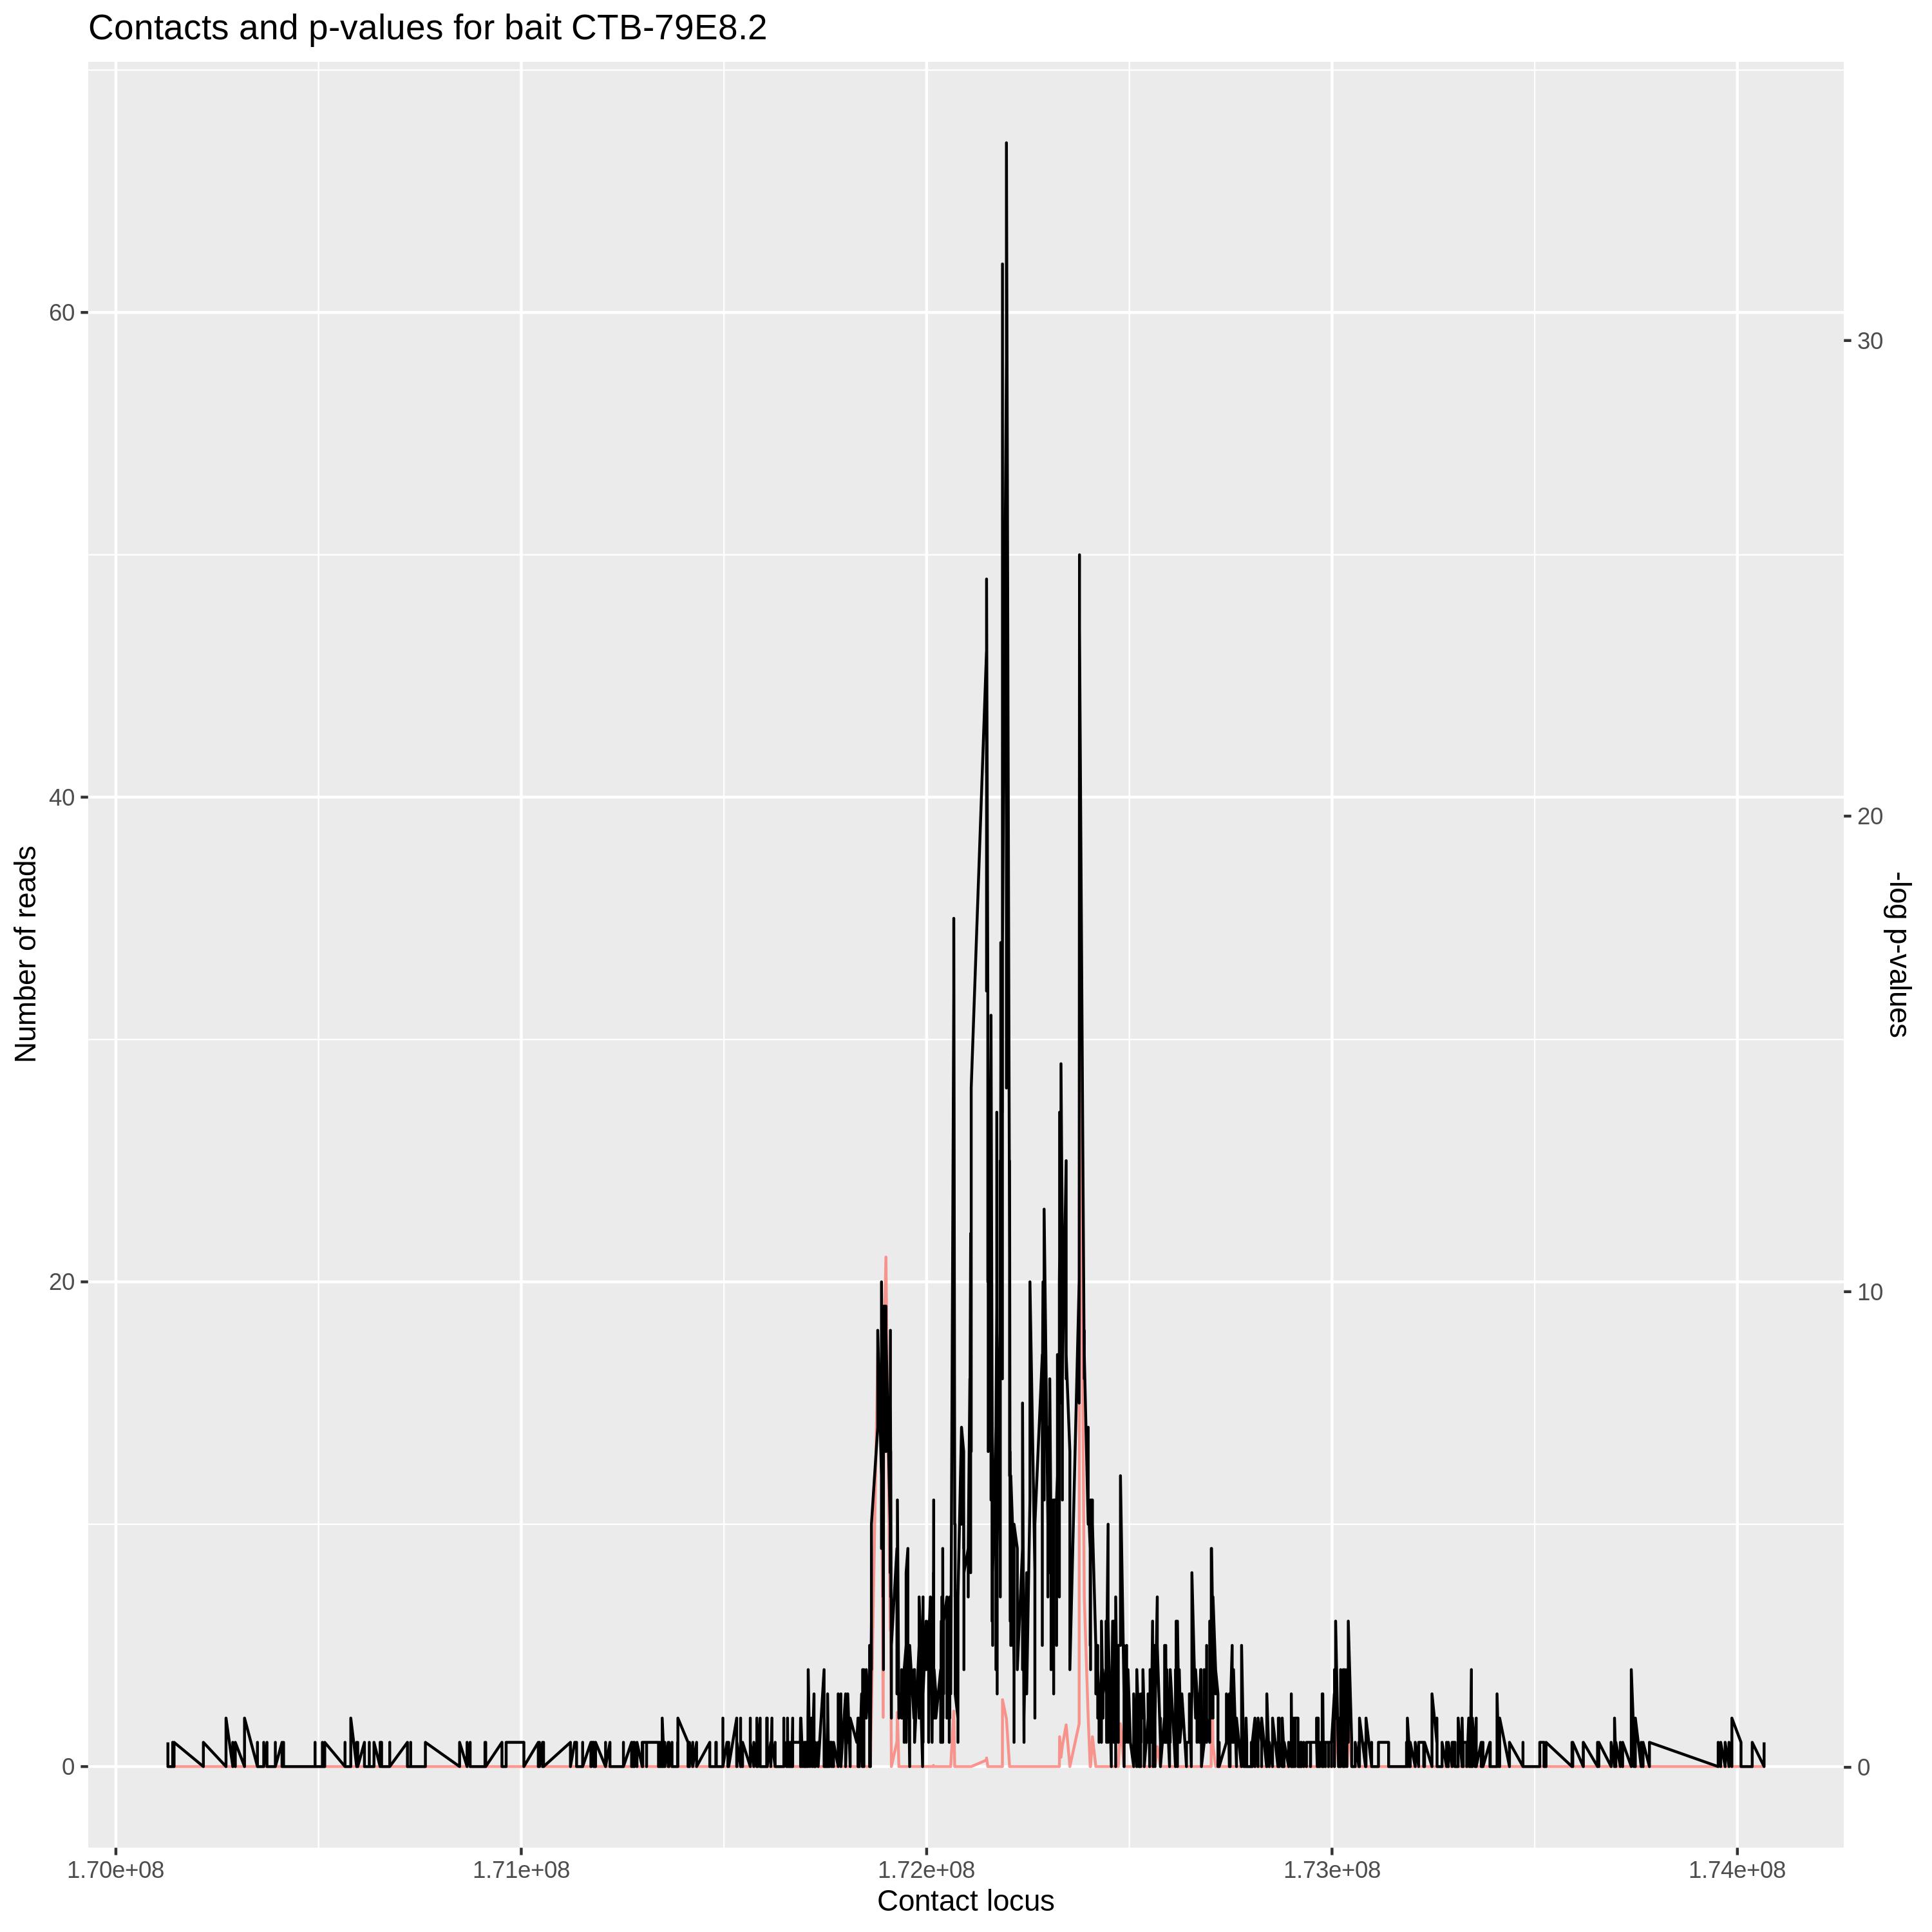 Contacts and p-values for bait CTB-79E8.2
60
40
20
0
30
20
10
0
Number of reads
-log p-values
1.70e+08 1.71e+08 1.72e+08 1.73e+08 1.74e+08
Contact locus